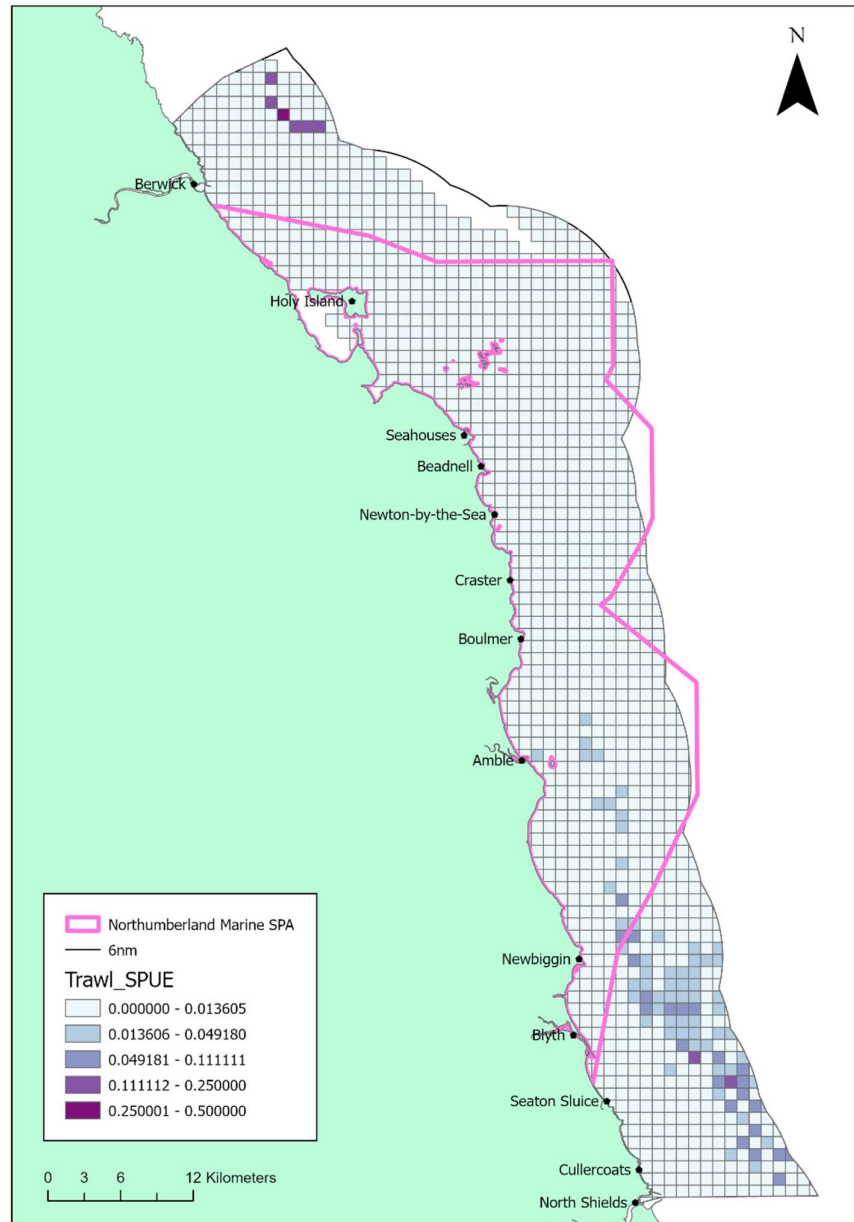 N
Berwick
Holy Island
Seahouses
Beadnell
Newton-by-the-Sea
Craster
Boulmer
Amble
Newbiggin
Blyth
Seaton Sluice
Cullercoats
North Shields
Northumberland Marine SPA
6nm
Trawl_SPUE
0.000000 - 0.013605
0.013606 - 0.049180
0.049181 - 0.111111
0.111112 - 0.250000
0.250001 - 0.500000
0 3 6 12 Kilometers